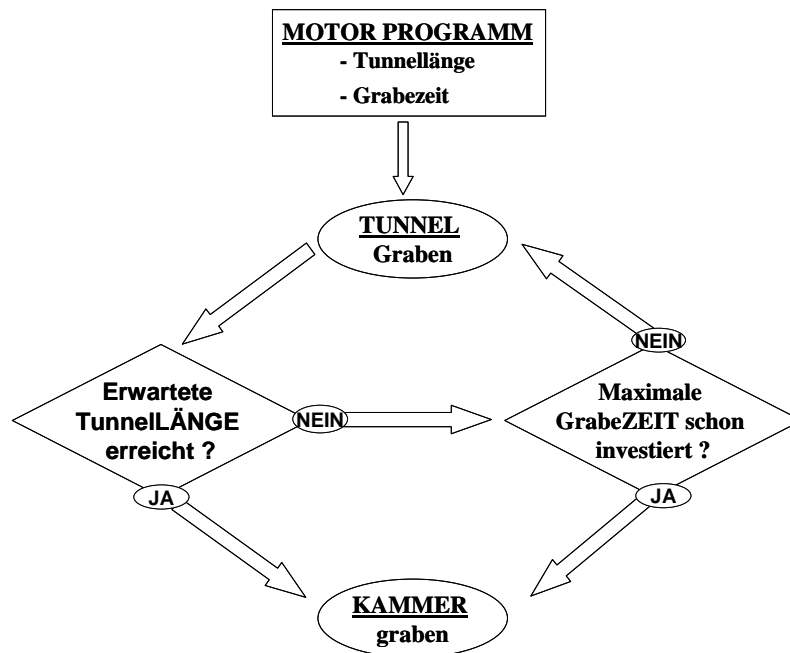 MOTOR PROGRAMM
- Tunnellänge
- Grabezeit
TUNNEL
Graben
NEIN
Erwartete
TunnelLÄNGE
erreicht ?
NEIN
Maximale
GrabeZEIT schon
investiert ?
JA
JA
KAMMER
graben